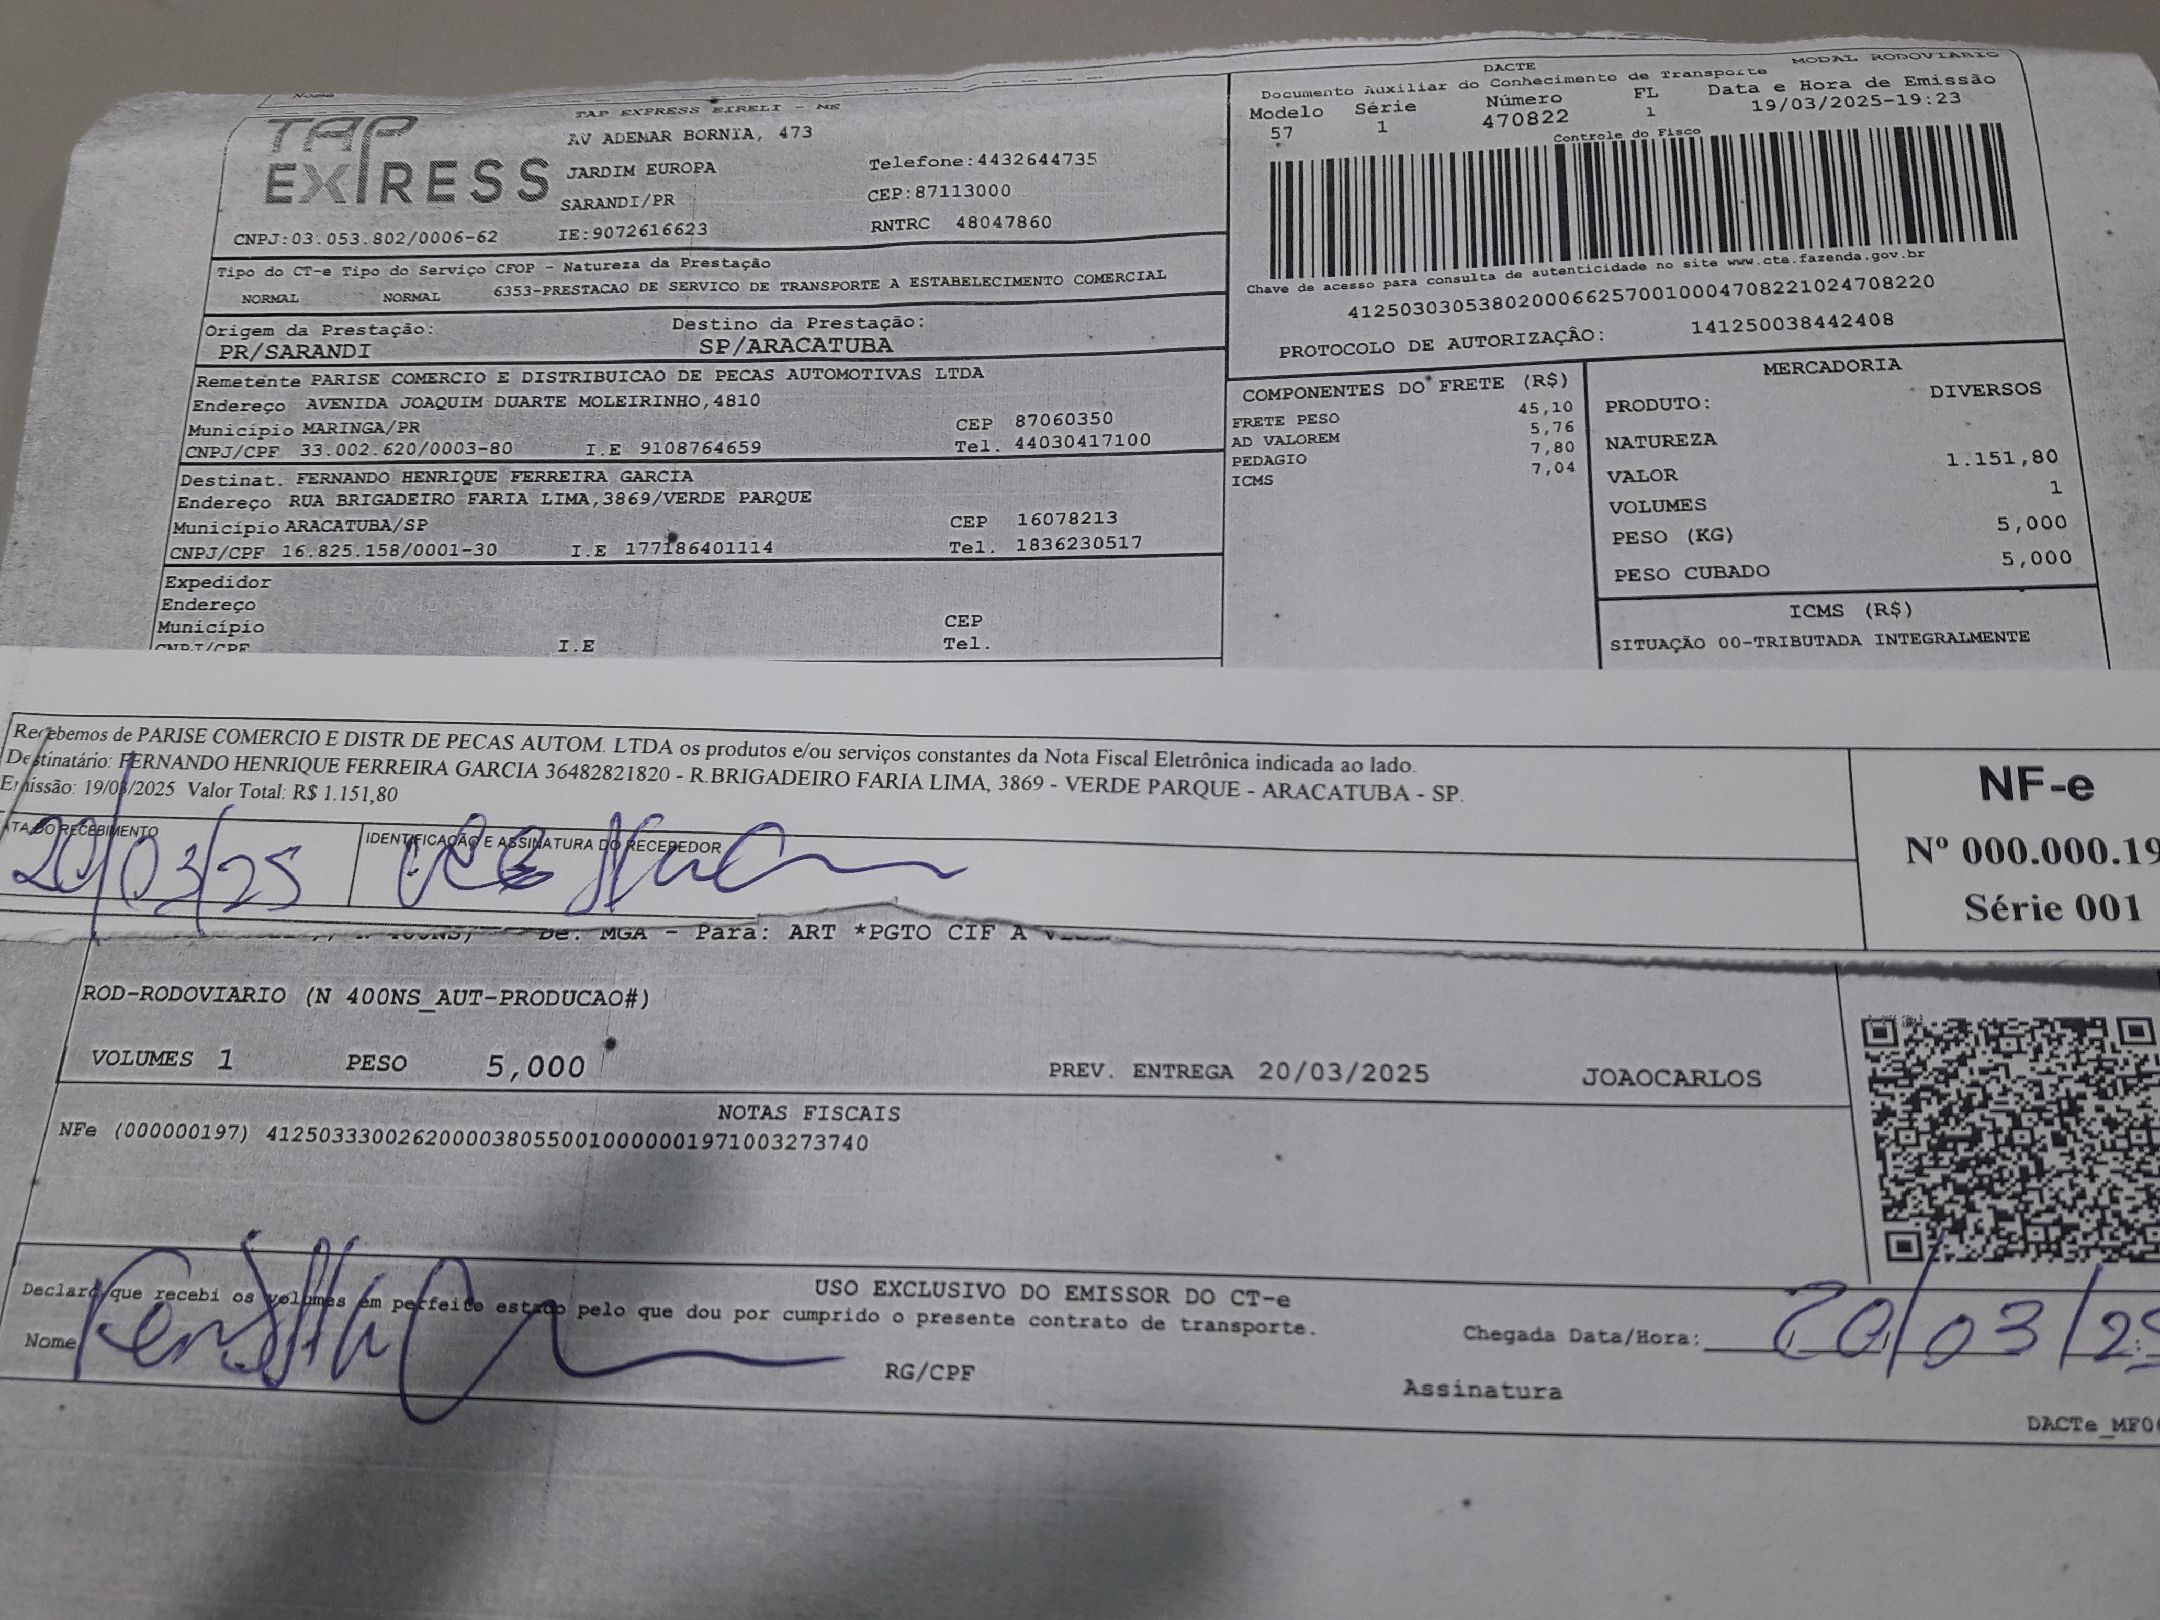 Nome
TAP EXPRESS EIRELI - ME
TAP
EXPRESS
AV ADEMAR BORNIA, 473
JARDIM EUROPA
Telefone:4432644735
SARANDI/PR
CEP:87113000
CNPJ:03.053.802/0006-62 IE:9072616623
RNTRC 48047860
DACTE
MODAL RODOVIARIO
Documento Auxiliar do Conhecimento de Transporte
Modelo Série Número FL Data e Hora de Emissão
57 1 470822 1 19/03/2025-19:23
Controle do Fisco
Chave de acesso para consulta de autenticidade no site www.cte.fazenda.gov.br
41250303053802000662570010004708221024708220
PROTOCOLO DE AUTORIZAÇÃO: 141250038442408
Tipo do CT-e Tipo do Serviço CFOP - Natureza da Prestação
NORMAL NORMAL 6353-PRESTACAO DE SERVICO DE TRANSPORTE A ESTABELECIMENTO COMERCIAL
Origem da Prestação: Destino da Prestação:
PR/SARANDI SP/ARACATUBA
Remetente PARISE COMERCIO E DISTRIBUICAO DE PECAS AUTOMOTIVAS LTDA
Endereço AVENIDA JOAQUIM DUARTE MOLEIRINHO,4810
Município MARINGA/PR CEP 87060350
CNPJ/CPF 33.002.620/0003-80 I.E 9108764659 Tel. 44030417100
Destinat. FERNANDO HENRIQUE FERREIRA GARCIA
Endereço RUA BRIGADEIRO FARIA LIMA,3869/VERDE PARQUE
Município ARACATUBA/SP CEP 16078213
CNPJ/CPF 16.825.158/0001-30 I.E 177186401114 Tel. 1836230517
Expedidor
Endereço
Município CEP
CNPJ/CPF I.E Tel.
COMPONENTES DO FRETE (R$)
FRETE PESO 45,10
AD VALOREM 5,76
PEDAGIO 7,80
ICMS 7,04
MERCADORIA
PRODUTO: DIVERSOS
NATUREZA
VALOR 1.151,80
VOLUMES 1
PESO (KG) 5,000
PESO CUBADO 5,000
ICMS (R$)
SITUAÇÃO 00-TRIBUTADA INTEGRALMENTE
Recebemos de PARISE COMERCIO E DISTR DE PECAS AUTOM. LTDA os produtos e/ou serviços constantes da Nota Fiscal Eletrônica indicada ao lado.
Destinatário: FERNANDO HENRIQUE FERREIRA GARCIA 36482821820 - R.BRIGADEIRO FARIA LIMA, 3869 - VERDE PARQUE - ARACATUBA - SP.
Emissão: 19/03/2025 Valor Total: R$ 1.151,80
ATA DO RECEBIMENTO IDENTIFICAÇÃO E ASSINATURA DO RECEBEDOR
20/03/25
NF-e
Nº 000.000.19
Série 001
De: MGA - Para: ART *PGTO CIF A
ROD-RODOVIARIO (N 400NS_AUT-PRODUCAO#)
VOLUMES 1 PESO 5,000 PREV. ENTREGA 20/03/2025 JOAOCARLOS
NOTAS FISCAIS
NFe (000000197) 41250333002620000380550010000001971003273740
USO EXCLUSIVO DO EMISSOR DO CT-e
Declaro que recebi os volumes em perfeito estado pelo que dou por cumprido o presente contrato de transporte.
Nome RG/CPF Chegada Data/Hora: 20/03/25
Assinatura
DACTe_MF0